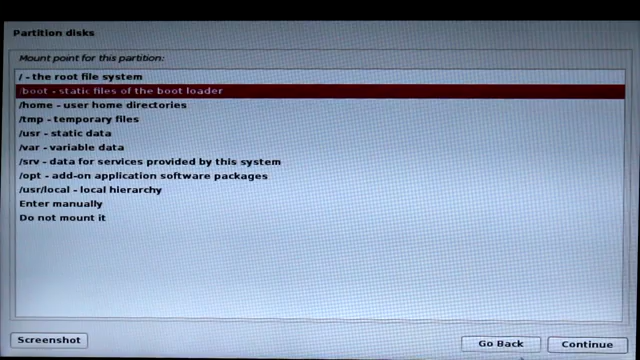 Partition disks
Mount point for this partition:
/ - the root file system
/boot - static files of the boot loader
/home - user home directories
/tmp - temporary files
/usr - static data
/var - variable data
/srv - data for services provided by this system
/opt - add-on application software packages
/usr/local - local hierarchy
Enter manually
Do not mount it
Screenshot
Go Back
Continue